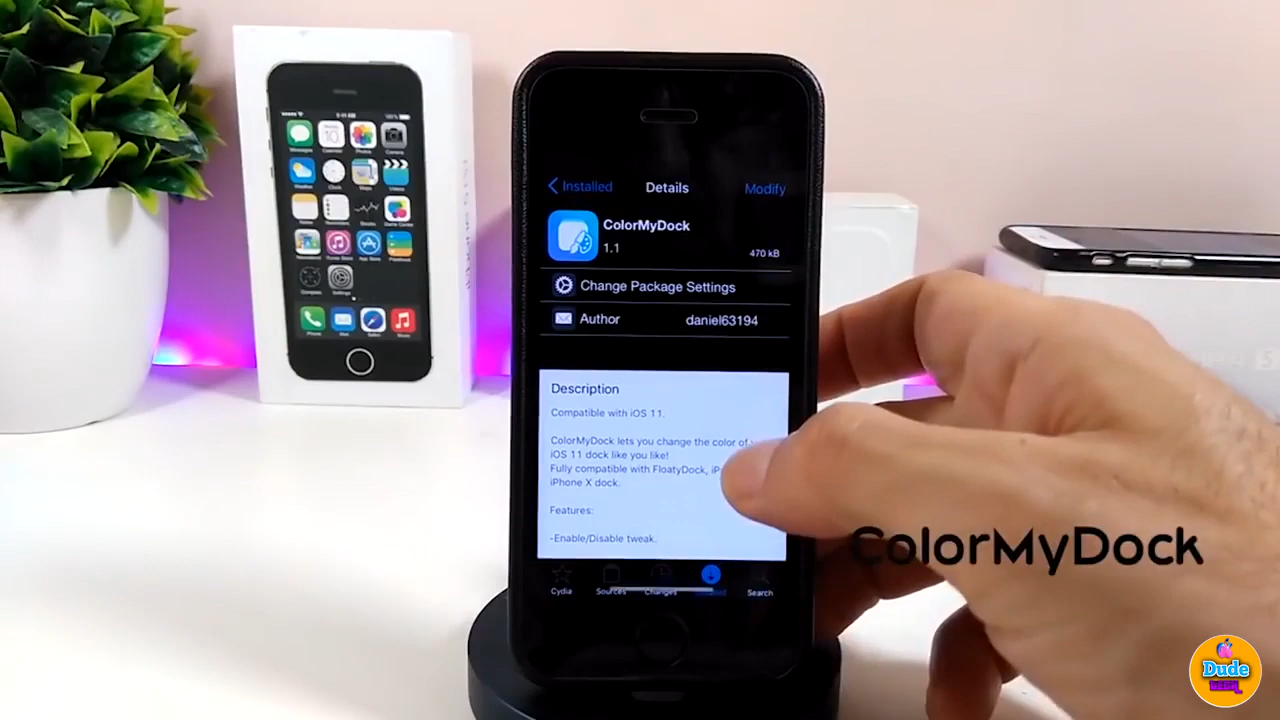 Installed
Details
Modify
ColorMyDock
1.1
470 kB
Change Package Settings
Author
daniel63194
Description
Compatible with iOS 11.
ColorMyDock lets you change the color of
iOS 11 dock like you like!
Fully compatible with FloatyDock,
iPhone X dock.
Features:
-Enable/Disable tweak.
Cydia
Sources
Changes
Search
ColorMyDock
Dude